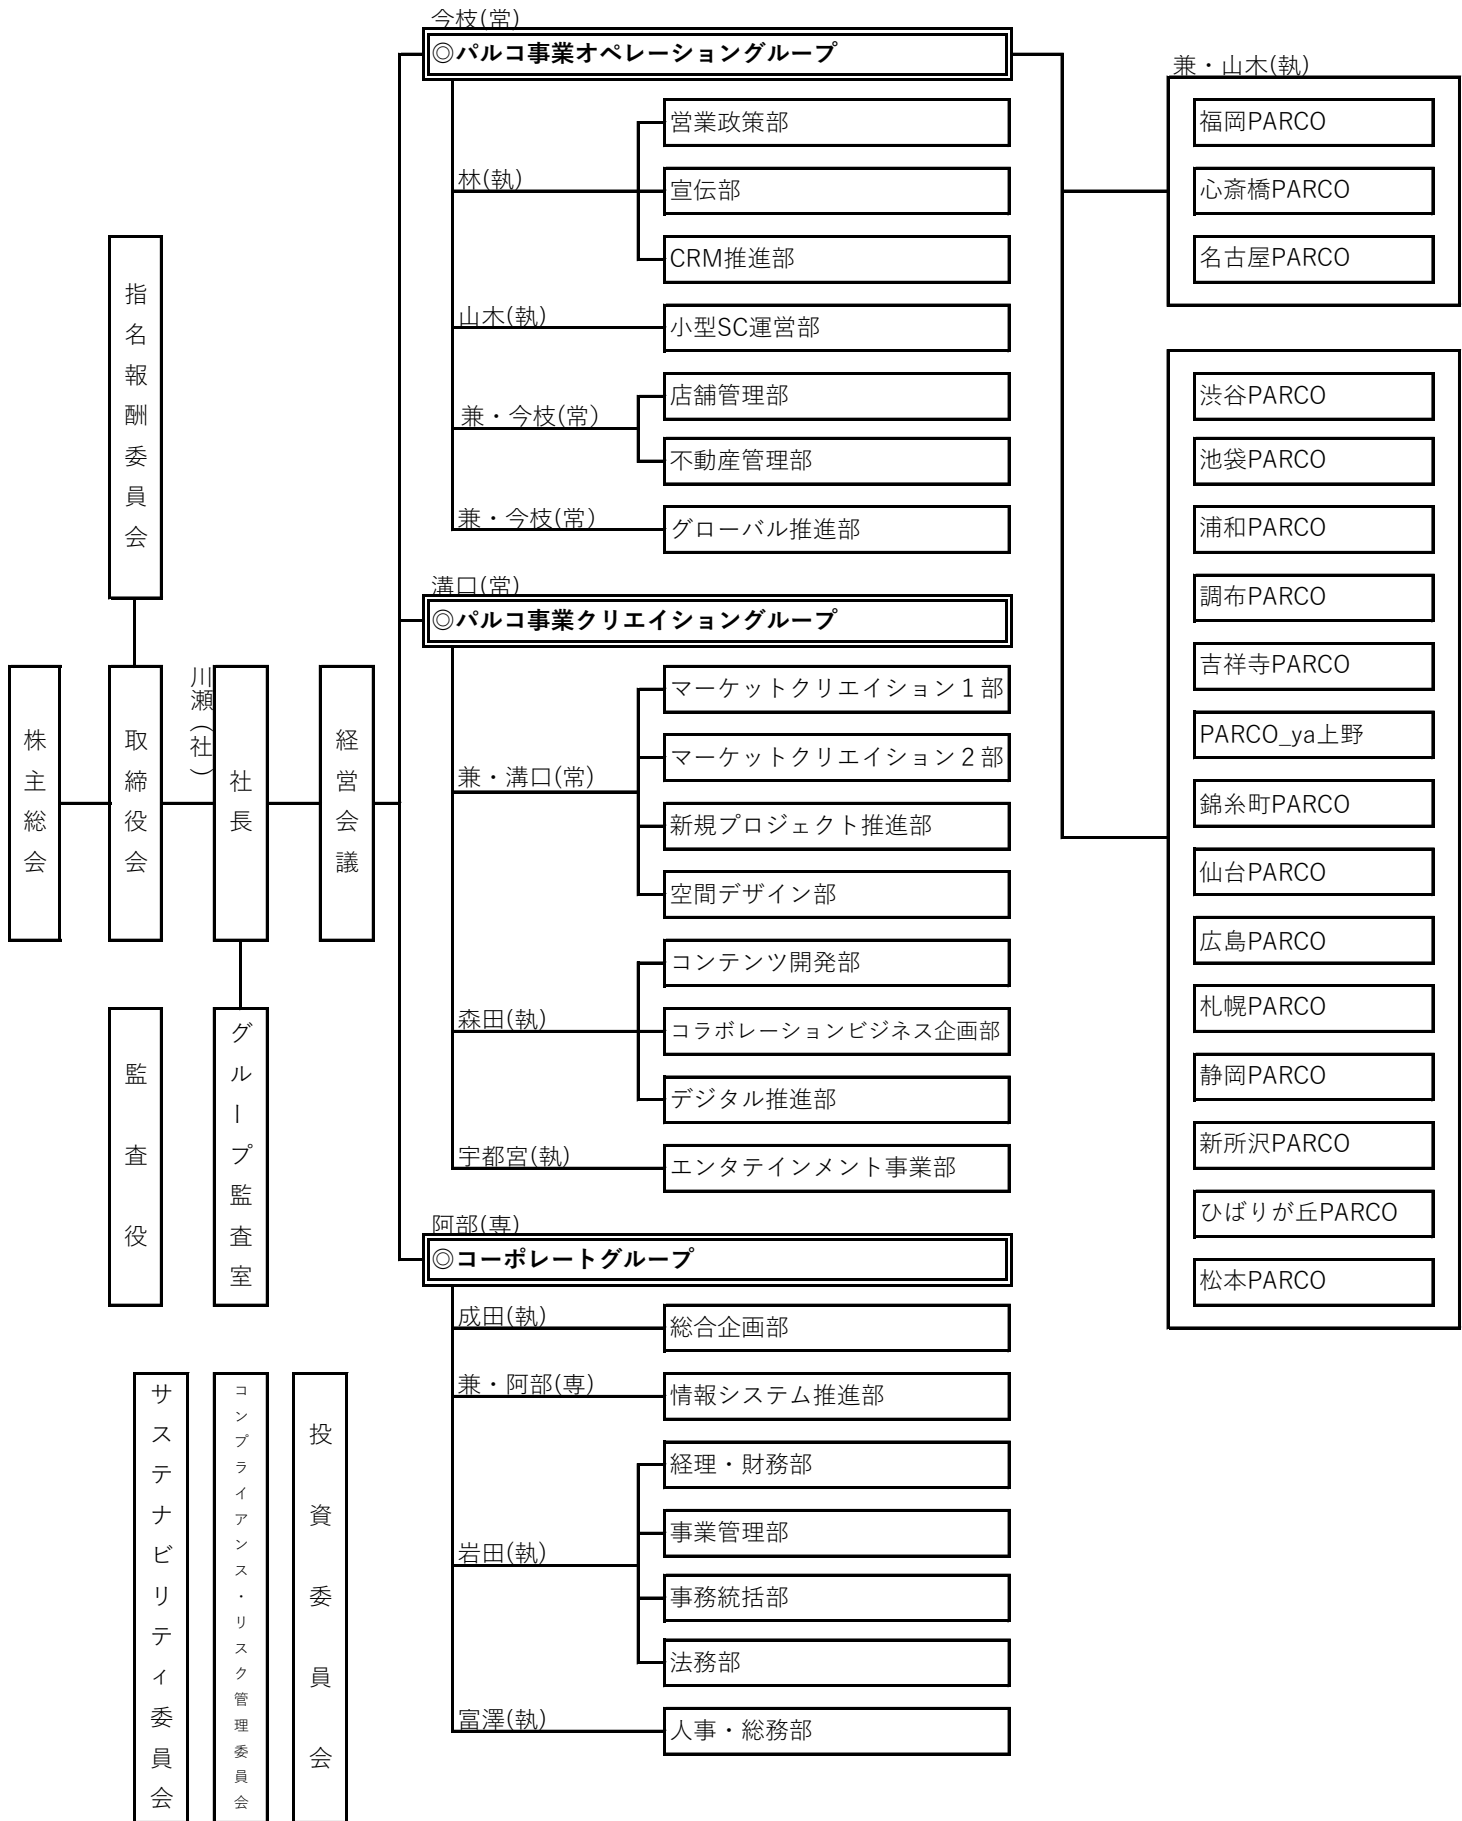 株主総会
指名報酬委員会
取締役会
監査役
川瀬(社)
社長
グループ監査室
経営会議
サステナビリティ委員会
コンプライアンス・リスク管理委員会
投資委員会
今枝(常)
◎パルコ事業オペレーショングループ
林(執)
営業政策部
宣伝部
CRM推進部
山木(執)
小型SC運営部
兼・今枝(常)
店舗管理部
不動産管理部
兼・今枝(常)
グローバル推進部
溝口(常)
◎パルコ事業クリエイショングループ
兼・溝口(常)
マーケットクリエイション１部
マーケットクリエイション２部
新規プロジェクト推進部
空間デザイン部
森田(執)
コンテンツ開発部
コラボレーションビジネス企画部
デジタル推進部
宇都宮(執)
エンタテインメント事業部
阿部(専)
◎コーポレートグループ
成田(執)
総合企画部
兼・阿部(専)
情報システム推進部
岩田(執)
経理・財務部
事業管理部
事務統括部
法務部
富澤(執)
人事・総務部
兼・山木(執)
福岡PARCO
心斎橋PARCO
名古屋PARCO
渋谷PARCO
池袋PARCO
浦和PARCO
調布PARCO
吉祥寺PARCO
PARCO_ya上野
錦糸町PARCO
仙台PARCO
広島PARCO
札幌PARCO
静岡PARCO
新所沢PARCO
ひばりが丘PARCO
松本PARCO